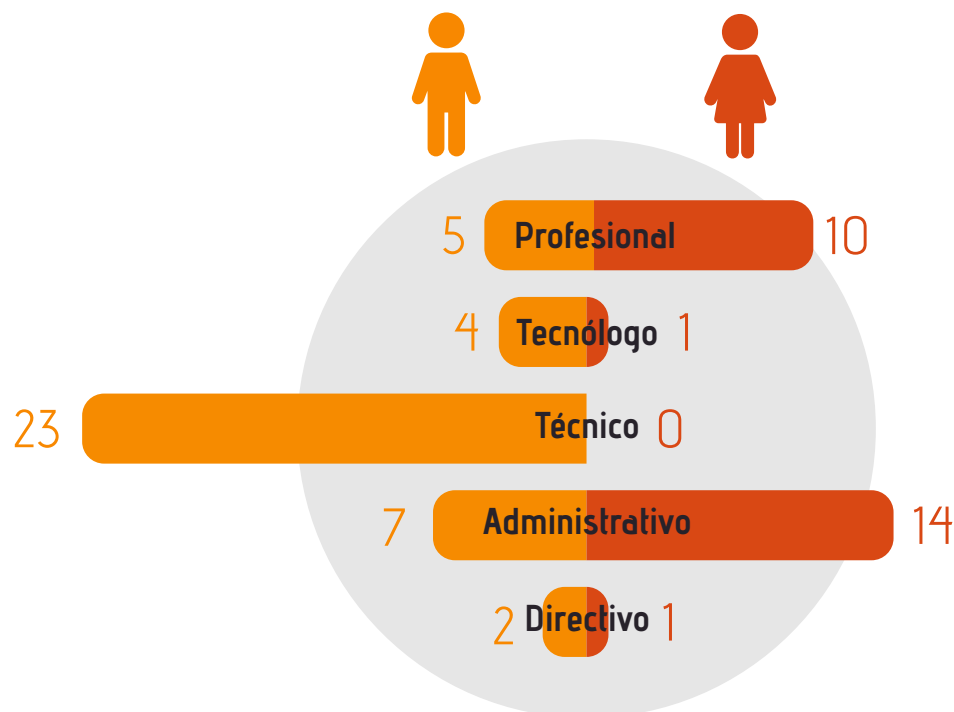 5 Profesional 10
4 Tecnólogo 1
23 Técnico 0
7 Administrativo 14
2 Directivo 1